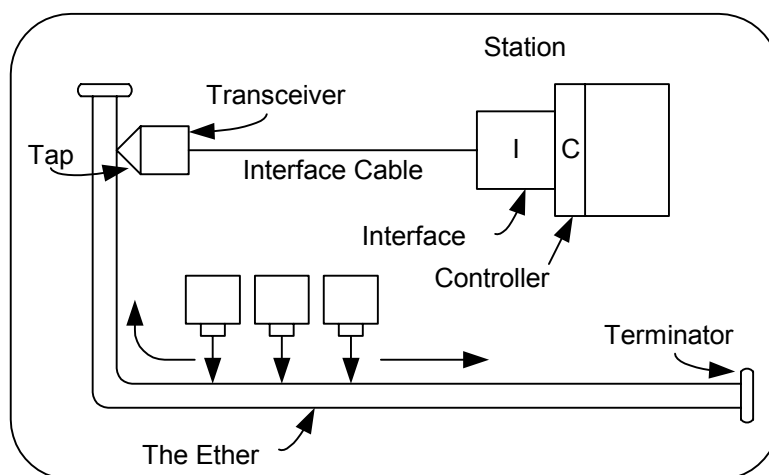 Station
Transceiver
Tap
I
C
Interface Cable
Interface
Controller
Terminator
The Ether